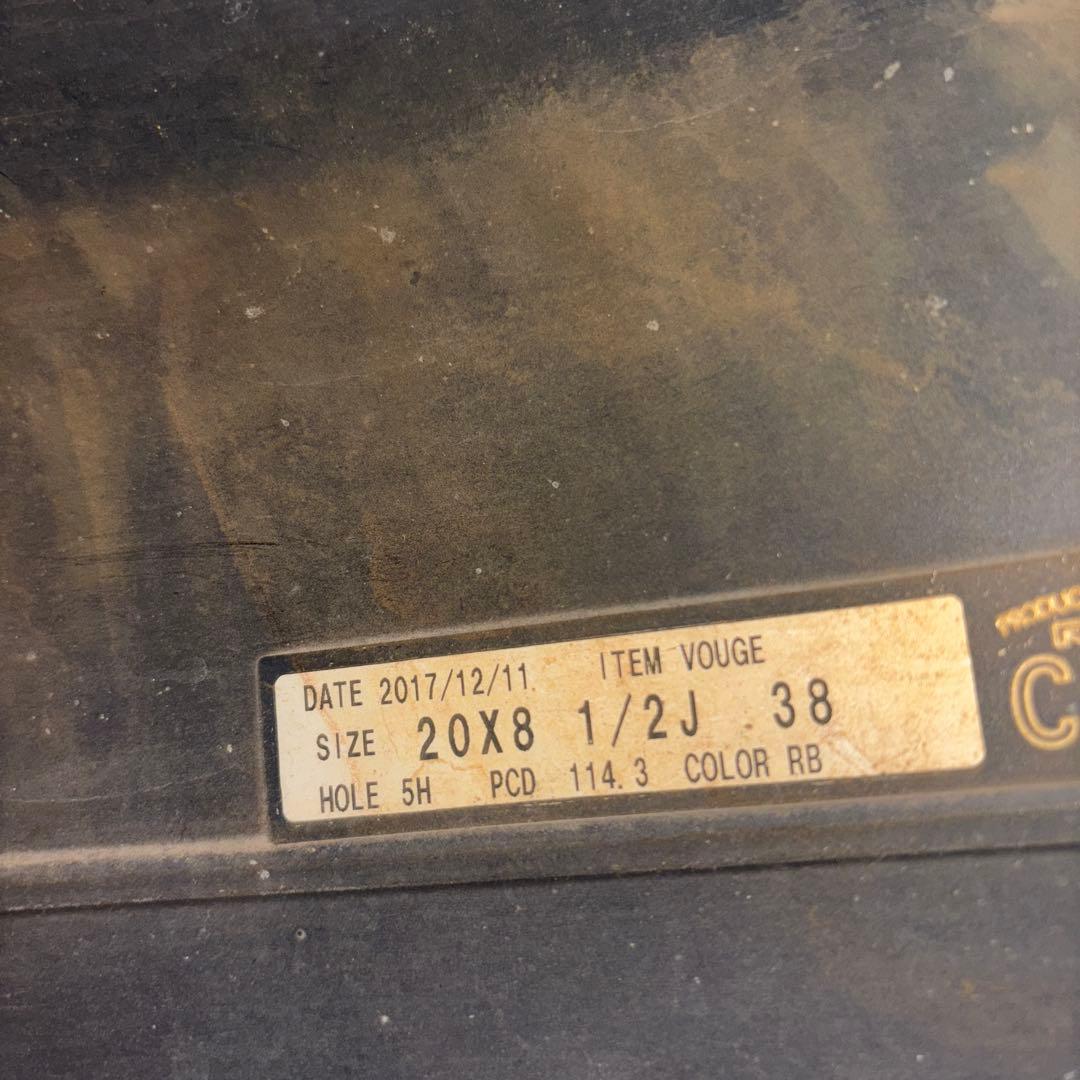 DATE 2017/12/11 ITEM VOUGE
SIZE 20X8 1/2J 38
HOLE 5H PCD 114.3 COLOR RB